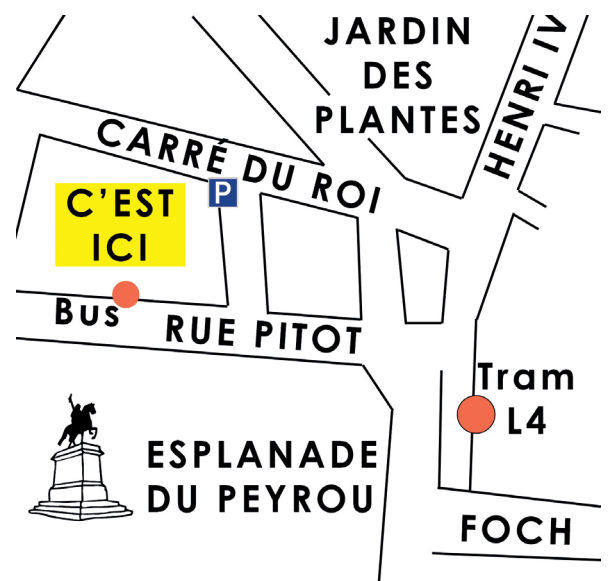 JARDIN
DES
PLANTES
HENRI IV
CARRÉ DU ROI
P
C'EST
ICI
Bus
RUE PITOT
Tram
L4
ESPLANADE
DU PEYROU
FOCH